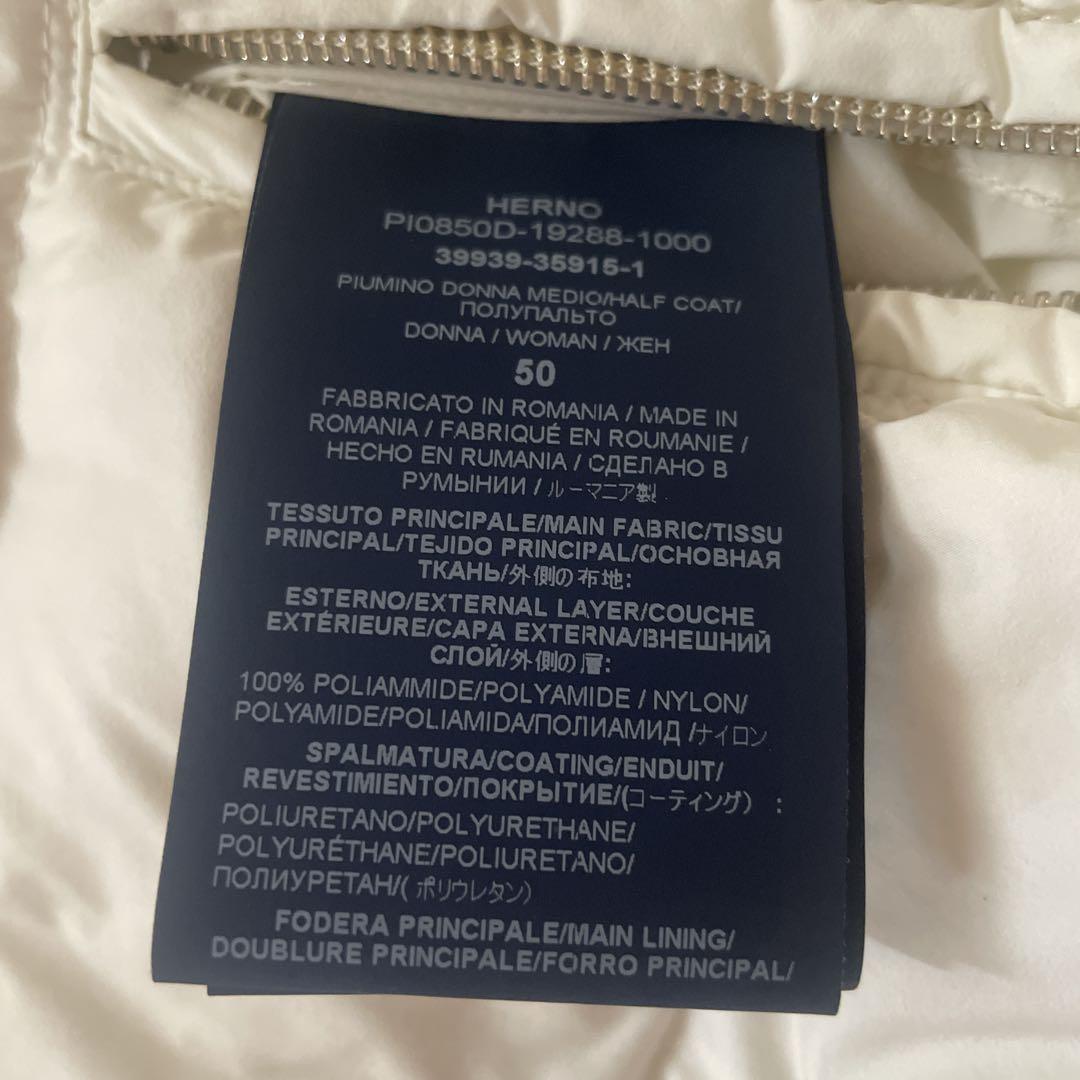 HERNO
PI0850D-19288-1000
39939-35915-1
PIUMINO DONNA MEDIO/HALF COAT/
ПОЛУПАЛЬТО
DONNA / WOMAN / ЖЕН
50
FABBRICATO IN ROMANIA / MADE IN
ROMANIA / FABRIQUÉ EN ROUMANIE /
HECHO EN RUMANIA / СДЕЛАНО В
РУМЫНИИ / ルーマニア製
TESSUTO PRINCIPALE/MAIN FABRIC/TISSU
PRINCIPAL/TEJIDO PRINCIPAL/ОСНОВНАЯ
ТКАНЬ/外側の布地:
ESTERNO/EXTERNAL LAYER/COUCHE
EXTÉRIEURE/CAPA EXTERNA/ВНЕШНИЙ
СЛОЙ/外側の層:
100% POLIAMMIDE/POLYAMIDE / NYLON/
POLYAMIDE/POLIAMIDA/ПОЛИАМИД /ナイロン
SPALMATURA/COATING/ENDUIT/
REVESTIMIENTO/ПОКРЫТИЕ/(コーティング) :
POLIURETANO/POLYURETHANE/
POLYURÉTHANE/POLIURETANO/
ПОЛИУРЕТАН/( ポリウレタン)
FODERA PRINCIPALE/MAIN LINING/
DOUBLURE PRINCIPALE/FORRO PRINCIPAL/